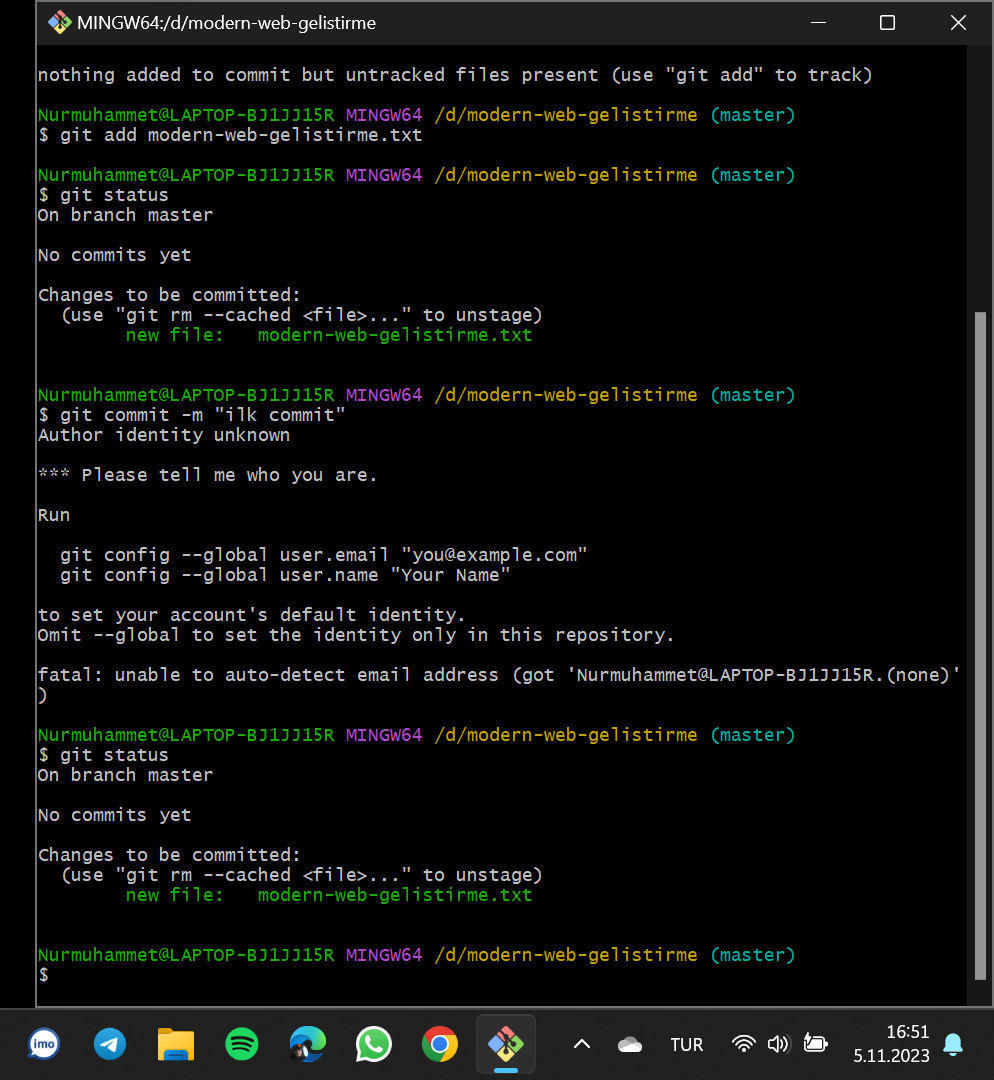 MINGW64:/d/modern-web-gelistirme
nothing added to commit but untracked files present (use "git add" to track)
Nurmuhammet@LAPTOP-BJ1JJ15R MINGW64 /d/modern-web-gelistirme (master)
$ git add modern-web-gelistirme.txt
Nurmuhammet@LAPTOP-BJ1JJ15R MINGW64 /d/modern-web-gelistirme (master)
$ git status
On branch master
No commits yet
Changes to be committed:
  (use "git rm --cached <file>..." to unstage)
        new file:   modern-web-gelistirme.txt
Nurmuhammet@LAPTOP-BJ1JJ15R MINGW64 /d/modern-web-gelistirme (master)
$ git commit -m "ilk commit"
Author identity unknown
*** Please tell me who you are.
Run
  git config --global user.email "you@example.com"
  git config --global user.name "Your Name"
to set your account's default identity.
Omit --global to set the identity only in this repository.
fatal: unable to auto-detect email address (got 'Nurmuhammet@LAPTOP-BJ1JJ15R.(none)'
)
Nurmuhammet@LAPTOP-BJ1JJ15R MINGW64 /d/modern-web-gelistirme (master)
$ git status
On branch master
No commits yet
Changes to be committed:
  (use "git rm --cached <file>..." to unstage)
        new file:   modern-web-gelistirme.txt
Nurmuhammet@LAPTOP-BJ1JJ15R MINGW64 /d/modern-web-gelistirme (master)
$
imo
TUR
16:51
5.11.2023